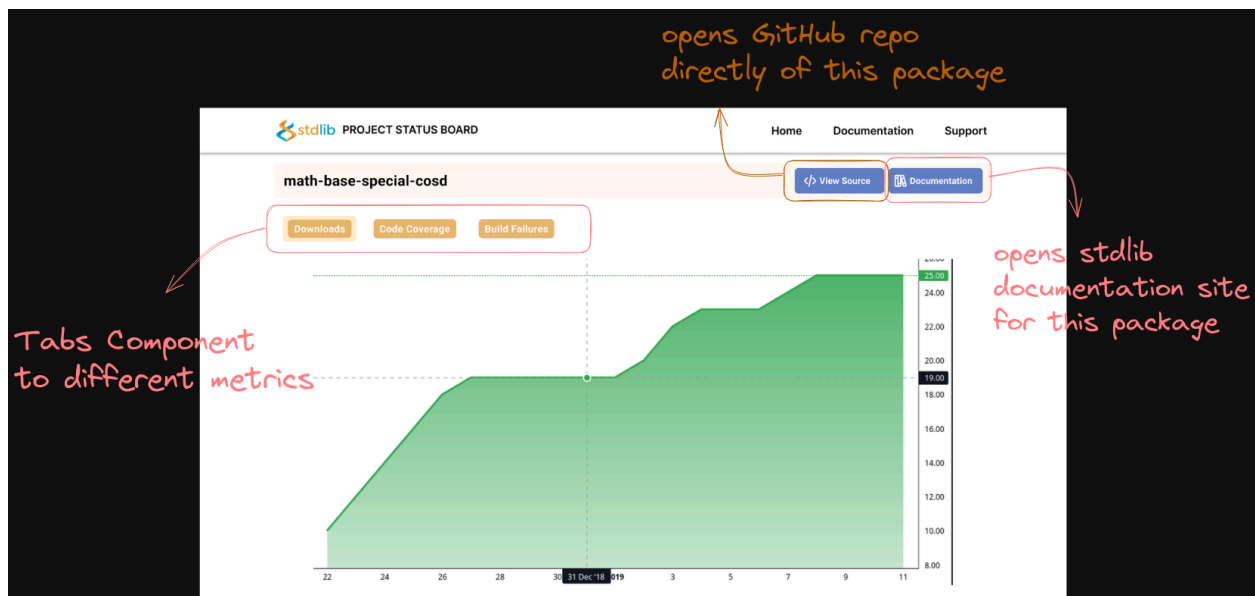 opens GitHub repo
directly of this package
stdlib PROJECT STATUS BOARD
Home Documentation Support
math-base-special-cosd
</> View Source
Documentation
Downloads Code Coverage Build Failures
opens stdlib
documentation site
for this package
Tabs Component
to different metrics
26.00
25.00
24.00
22.00
20.00
19.00
18.00
16.00
14.00
12.00
10.00
8.00
22 24 26 28 30 31 Dec '18 019 3 5 7 9 11